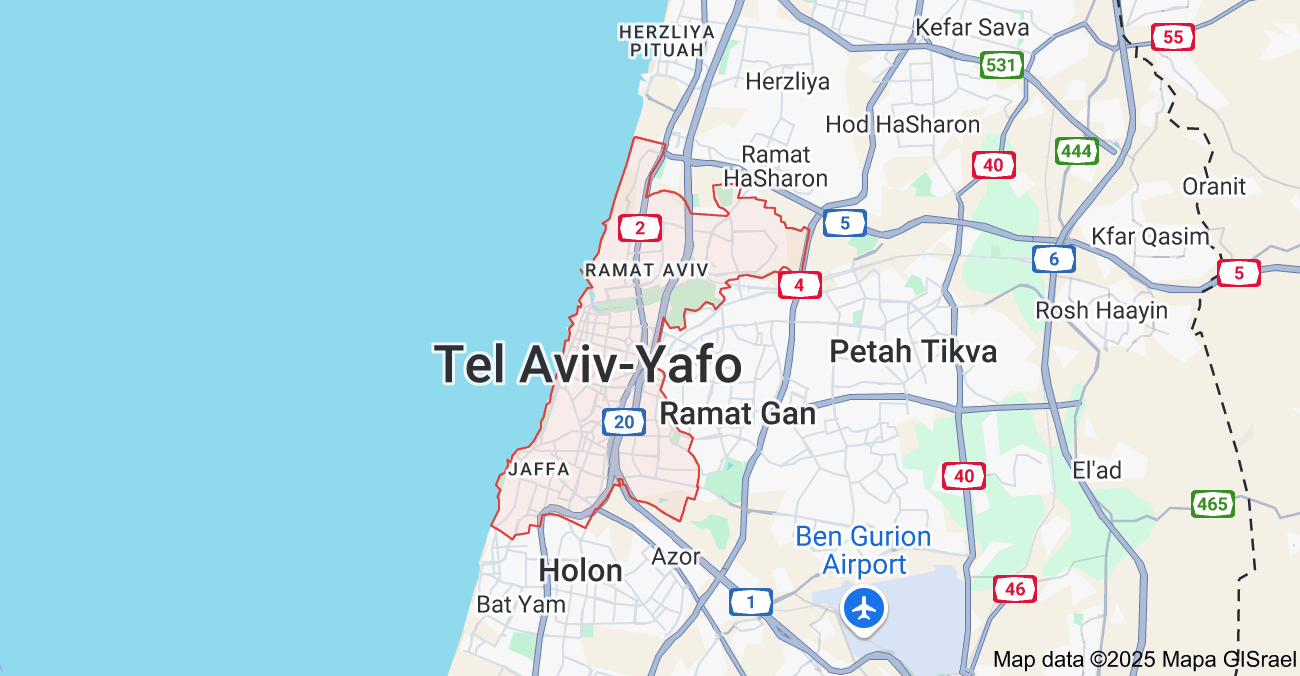 HERZLIYA
PITUAH
Kefar Sava
55
531
Herzliya
Hod HaSharon
444
Ramat
HaSharon
40
Oranit
2
5
Kfar Qasim
6
5
RAMAT AVIV
4
Rosh Haayin
Tel Aviv-Yafo
Petah Tikva
20
Ramat Gan
JAFFA
40
El'ad
465
Ben Gurion
Airport
Azor
Holon
46
Bat Yam
1
Map data ©2025 Mapa GISrael